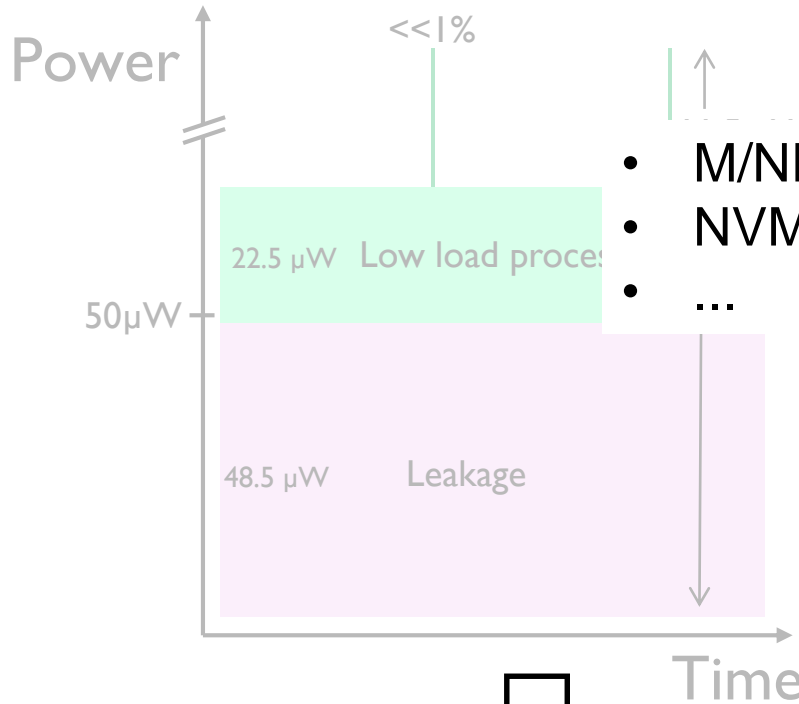 <<1%
Power
• M/N
• NVM
22.5 µW Low load proces
• ...
50µW
48.5 µW Leakage
Time